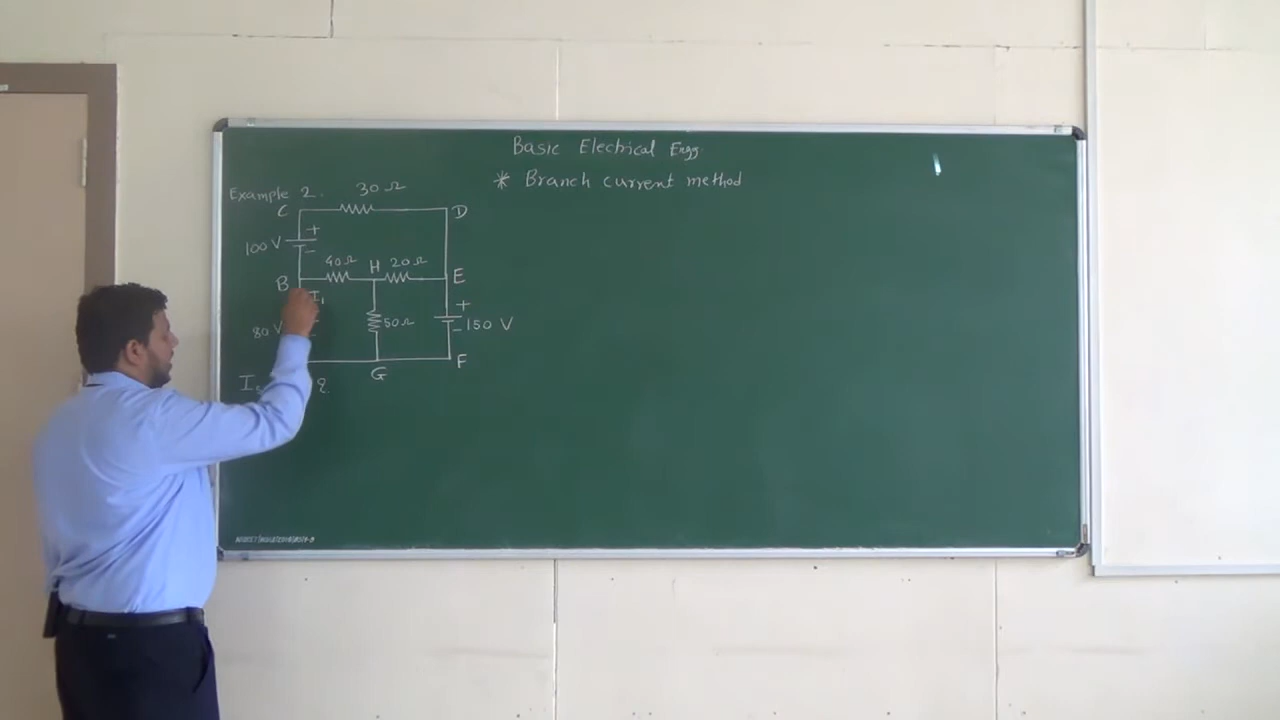 Basic Electrical Engg.
* Branch current method
Example 2.
30 Ω
C
D
100 V
+
-
40 Ω
H
20 Ω
B
E
I₁
+
80 V
50 Ω
- 150 V
G
F